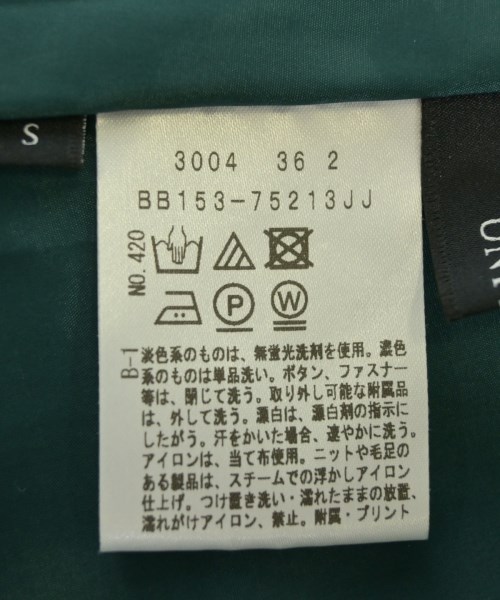 S
3004 36 2
BB153-75213JJ
NO.420
P
W
B-1
淡色系のものは、無蛍光洗剤を使用。濃色
系のものは単品洗い。ボタン、ファスナー
等は、閉じて洗う。取り外し可能な附属品
は、外して洗う。漂白は、漂白剤の指示に
したがう。汗をかいた場合、速やかに洗う。
アイロンは、当て布使用。ニットや毛足の
ある製品は、スチームでの浮かしアイロン
仕上げ。つけ置き洗い・濡れたままの放置、
濡れがけアイロン、禁止。附属・プリント
UN